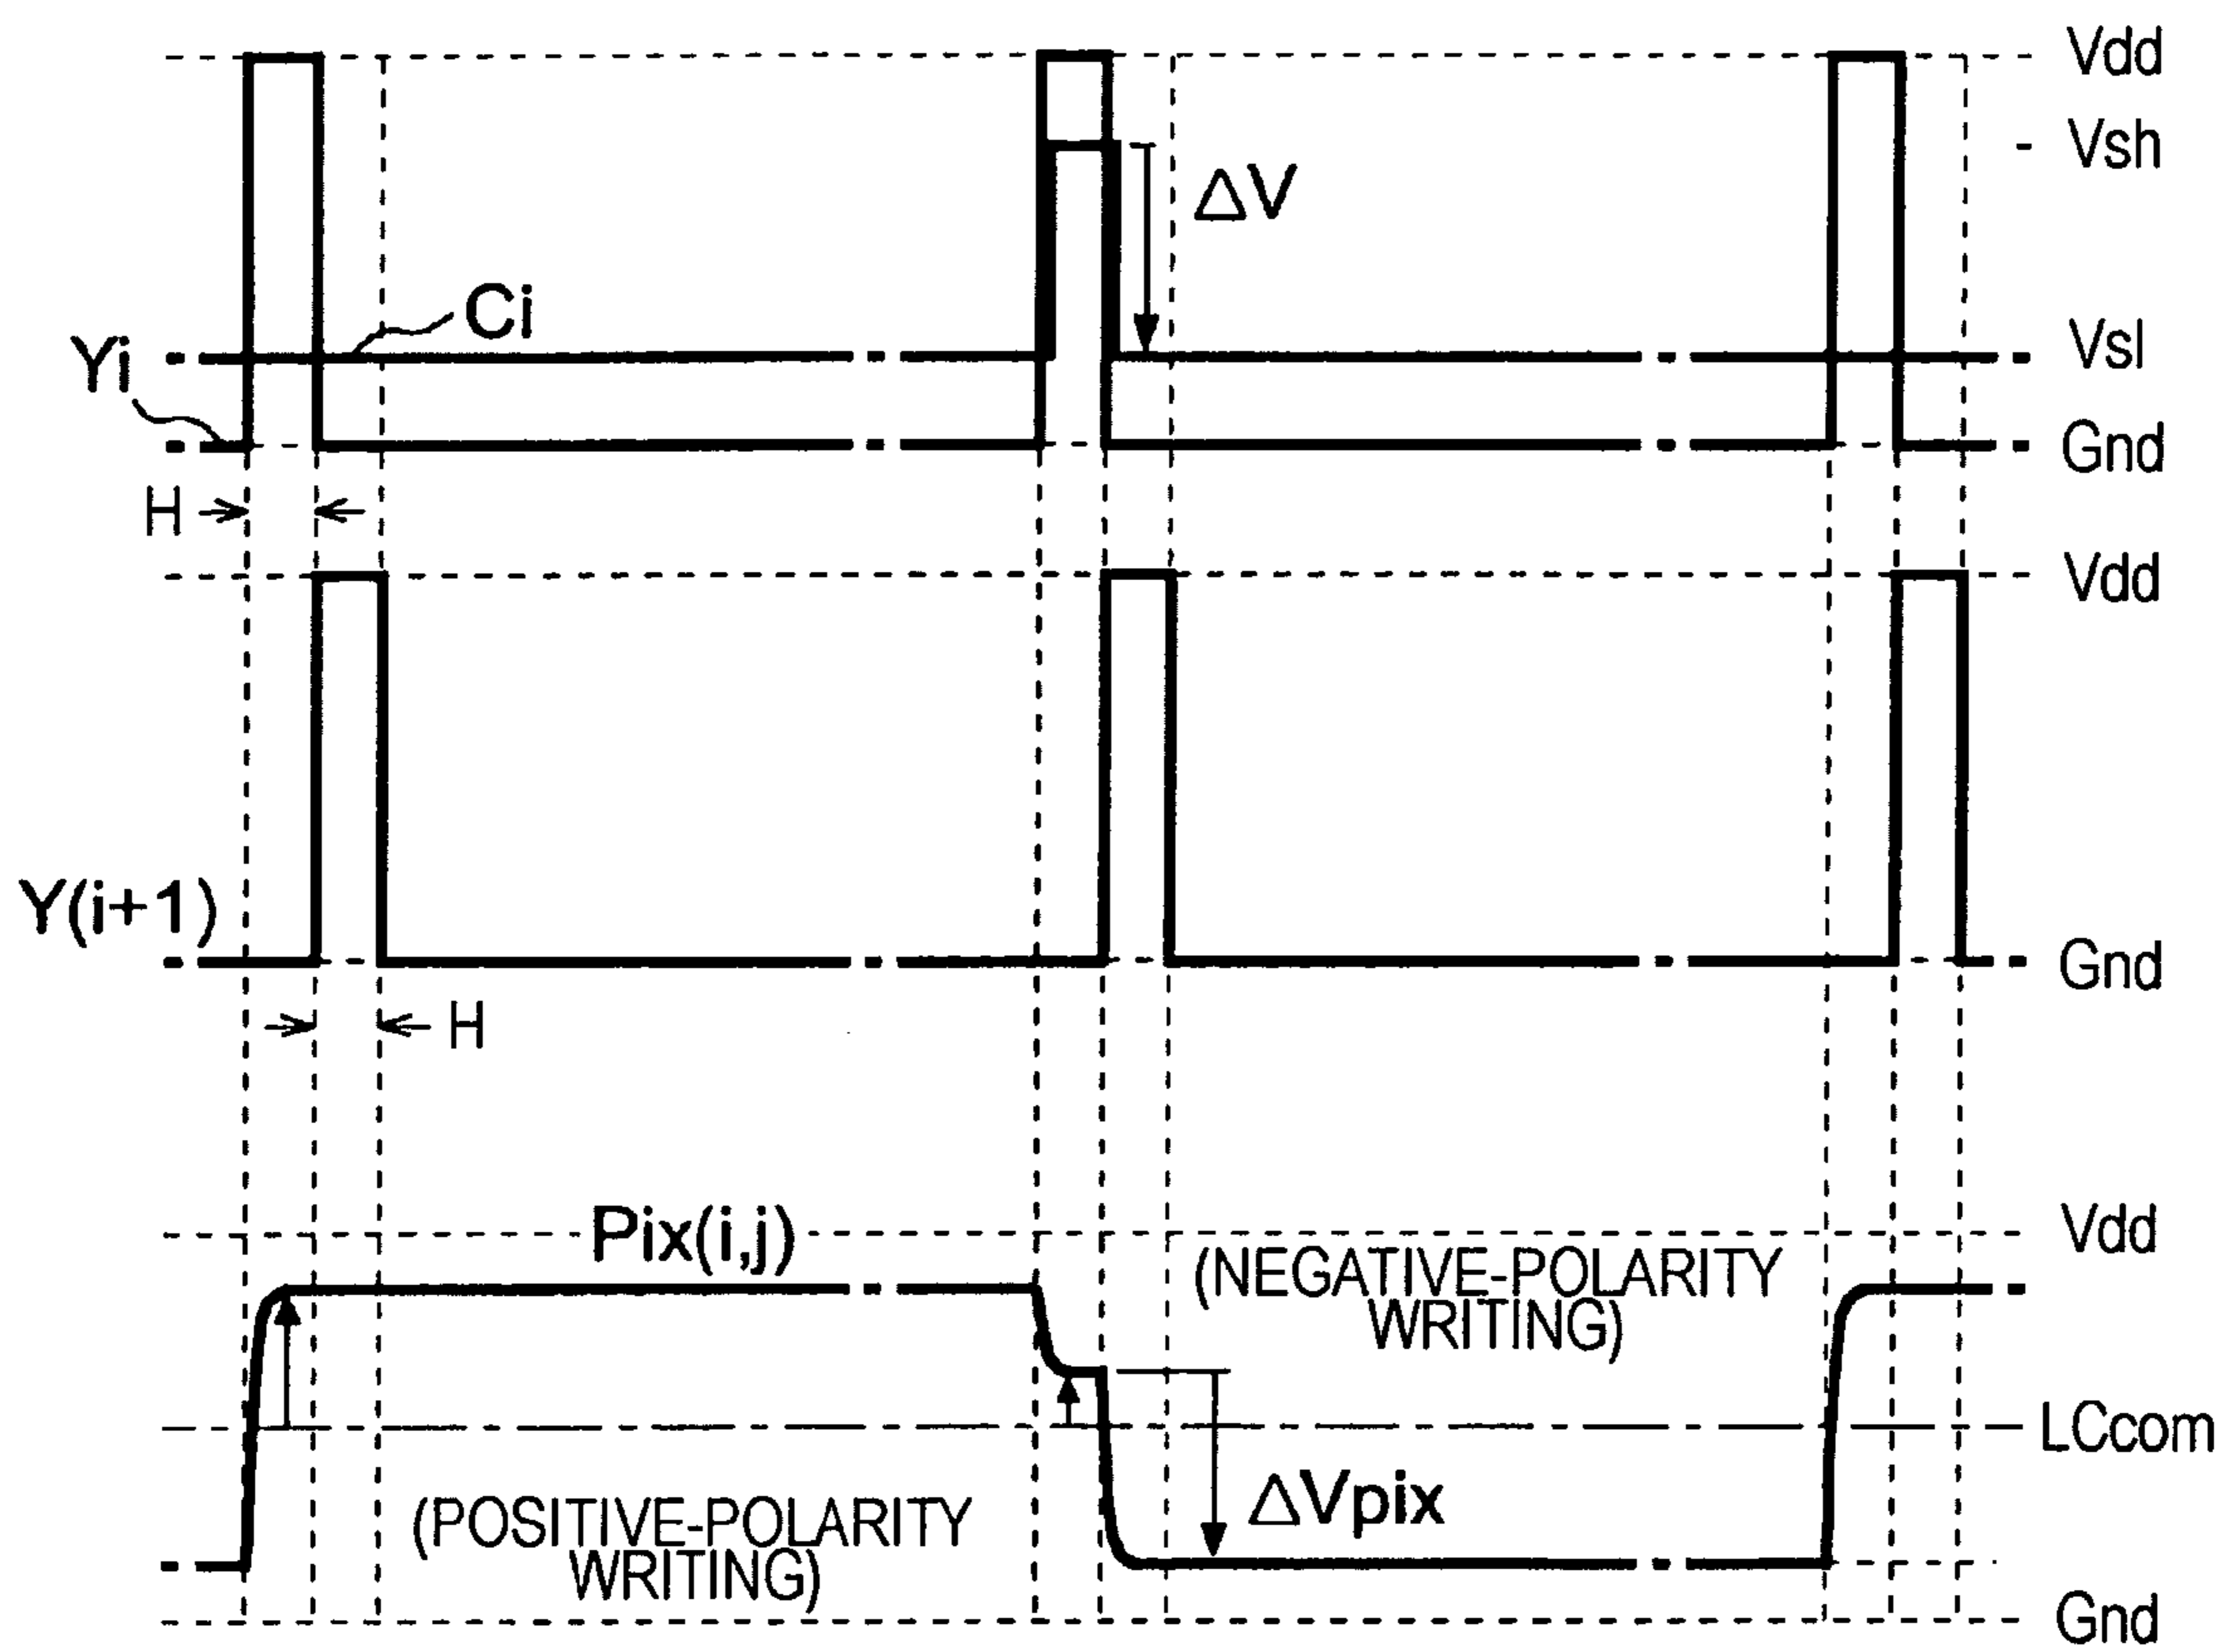 Vdd
Vsh
ΔV
Ci
Yi
Vsl
Gnd
H
Vdd
Y(i+1)
Gnd
H
Vdd
Pix(i,j)
(NEGATIVE-POLARITY
WRITING)
LCcom
ΔVpix
(POSITIVE-POLARITY
WRITING)
Gnd